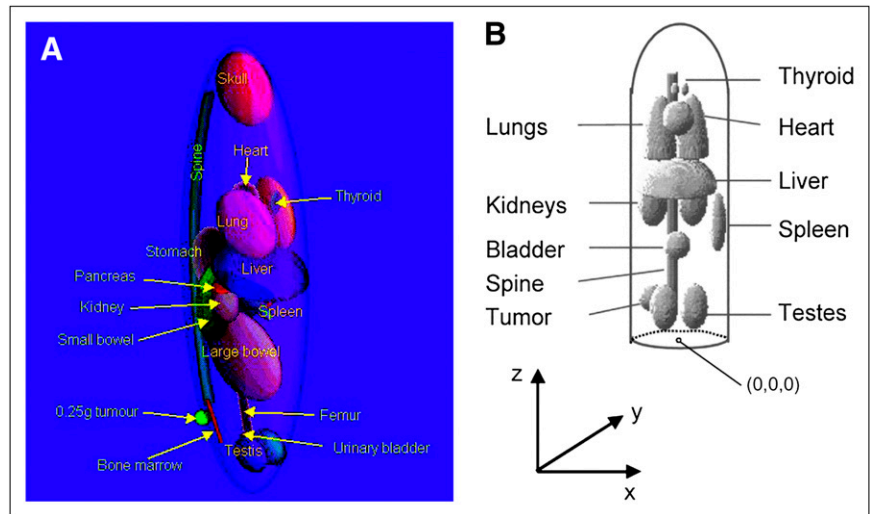 A
Skull
Spine
Heart
Thyroid
Lung
Stomach
Liver
Pancreas
Kidney
Spleen
Small bowel
Large bowel
0.25g tumour
Femur
Bone marrow
Testis
Urinary bladder
B
Thyroid
Lungs
Heart
Liver
Kidneys
Spleen
Bladder
Spine
Tumor
Testes
(0,0,0)
z
y
x